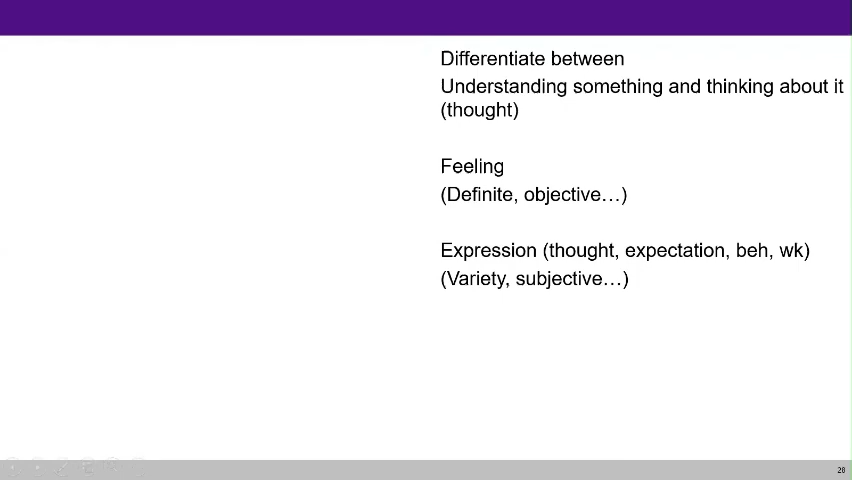 Differentiate between
Understanding something and thinking about it
(thought)
Feeling
(Definite, objective…)
Expression (thought, expectation, beh, wk)
(Variety, subjective…)
28